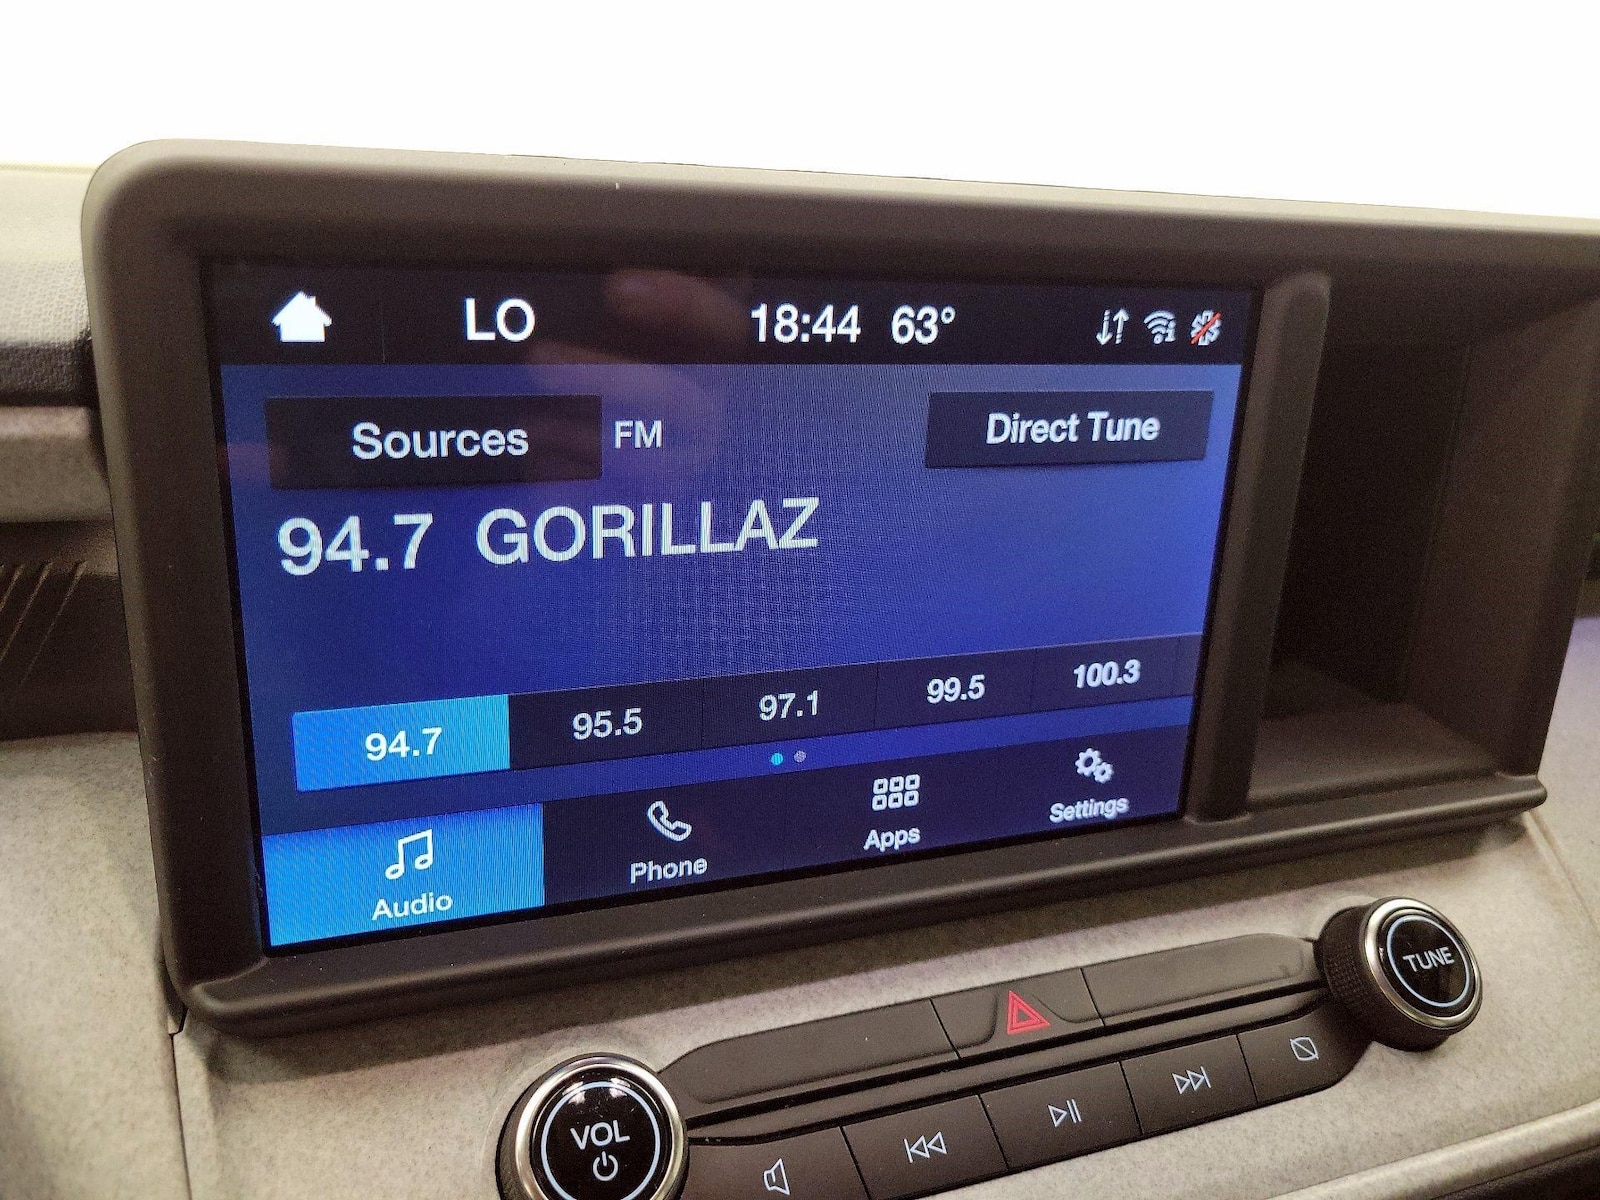 LO 18:44 63°
Sources FM Direct Tune
94.7 GORILLAZ
94.7 95.5 97.1 99.5 100.3
Audio Phone Apps Settings
TUNE
VOL